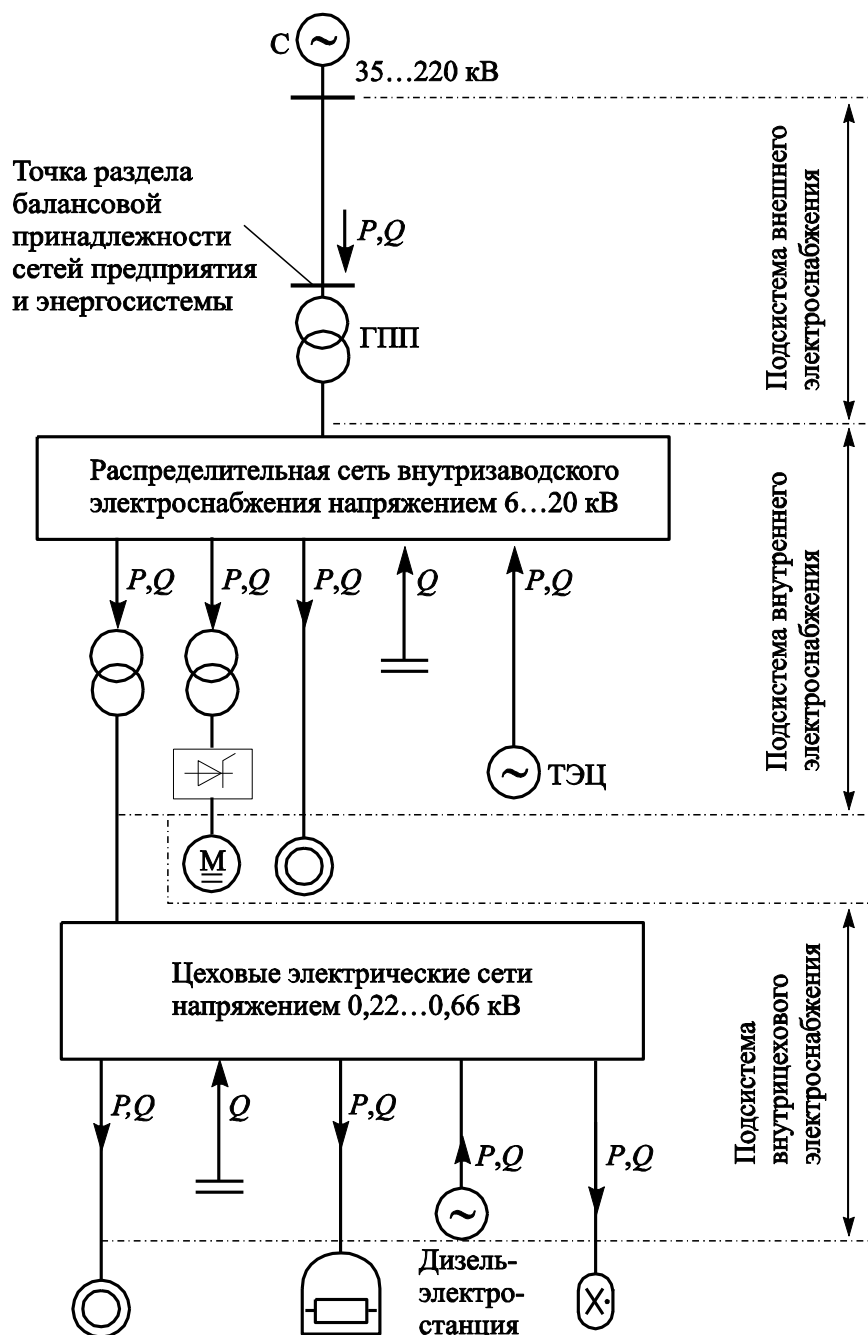 С
35…220 кВ
Точка раздела
балансовой
принадлежности
сетей предприятия
и энергосистемы
P,Q
ГПП
Подсистема внешнего
электроснабжения
Распределительная сеть внутризаводского
электроснабжения напряжением 6…20 кВ
P,Q
P,Q
P,Q
Q
P,Q
ТЭЦ
М
Подсистема внутреннего
электроснабжения
Цеховые электрические сети
напряжением 0,22…0,66 кВ
P,Q
Q
P,Q
P,Q
P,Q
Дизель-
электро-
станция
Подсистема
внутрицехового
электроснабжения